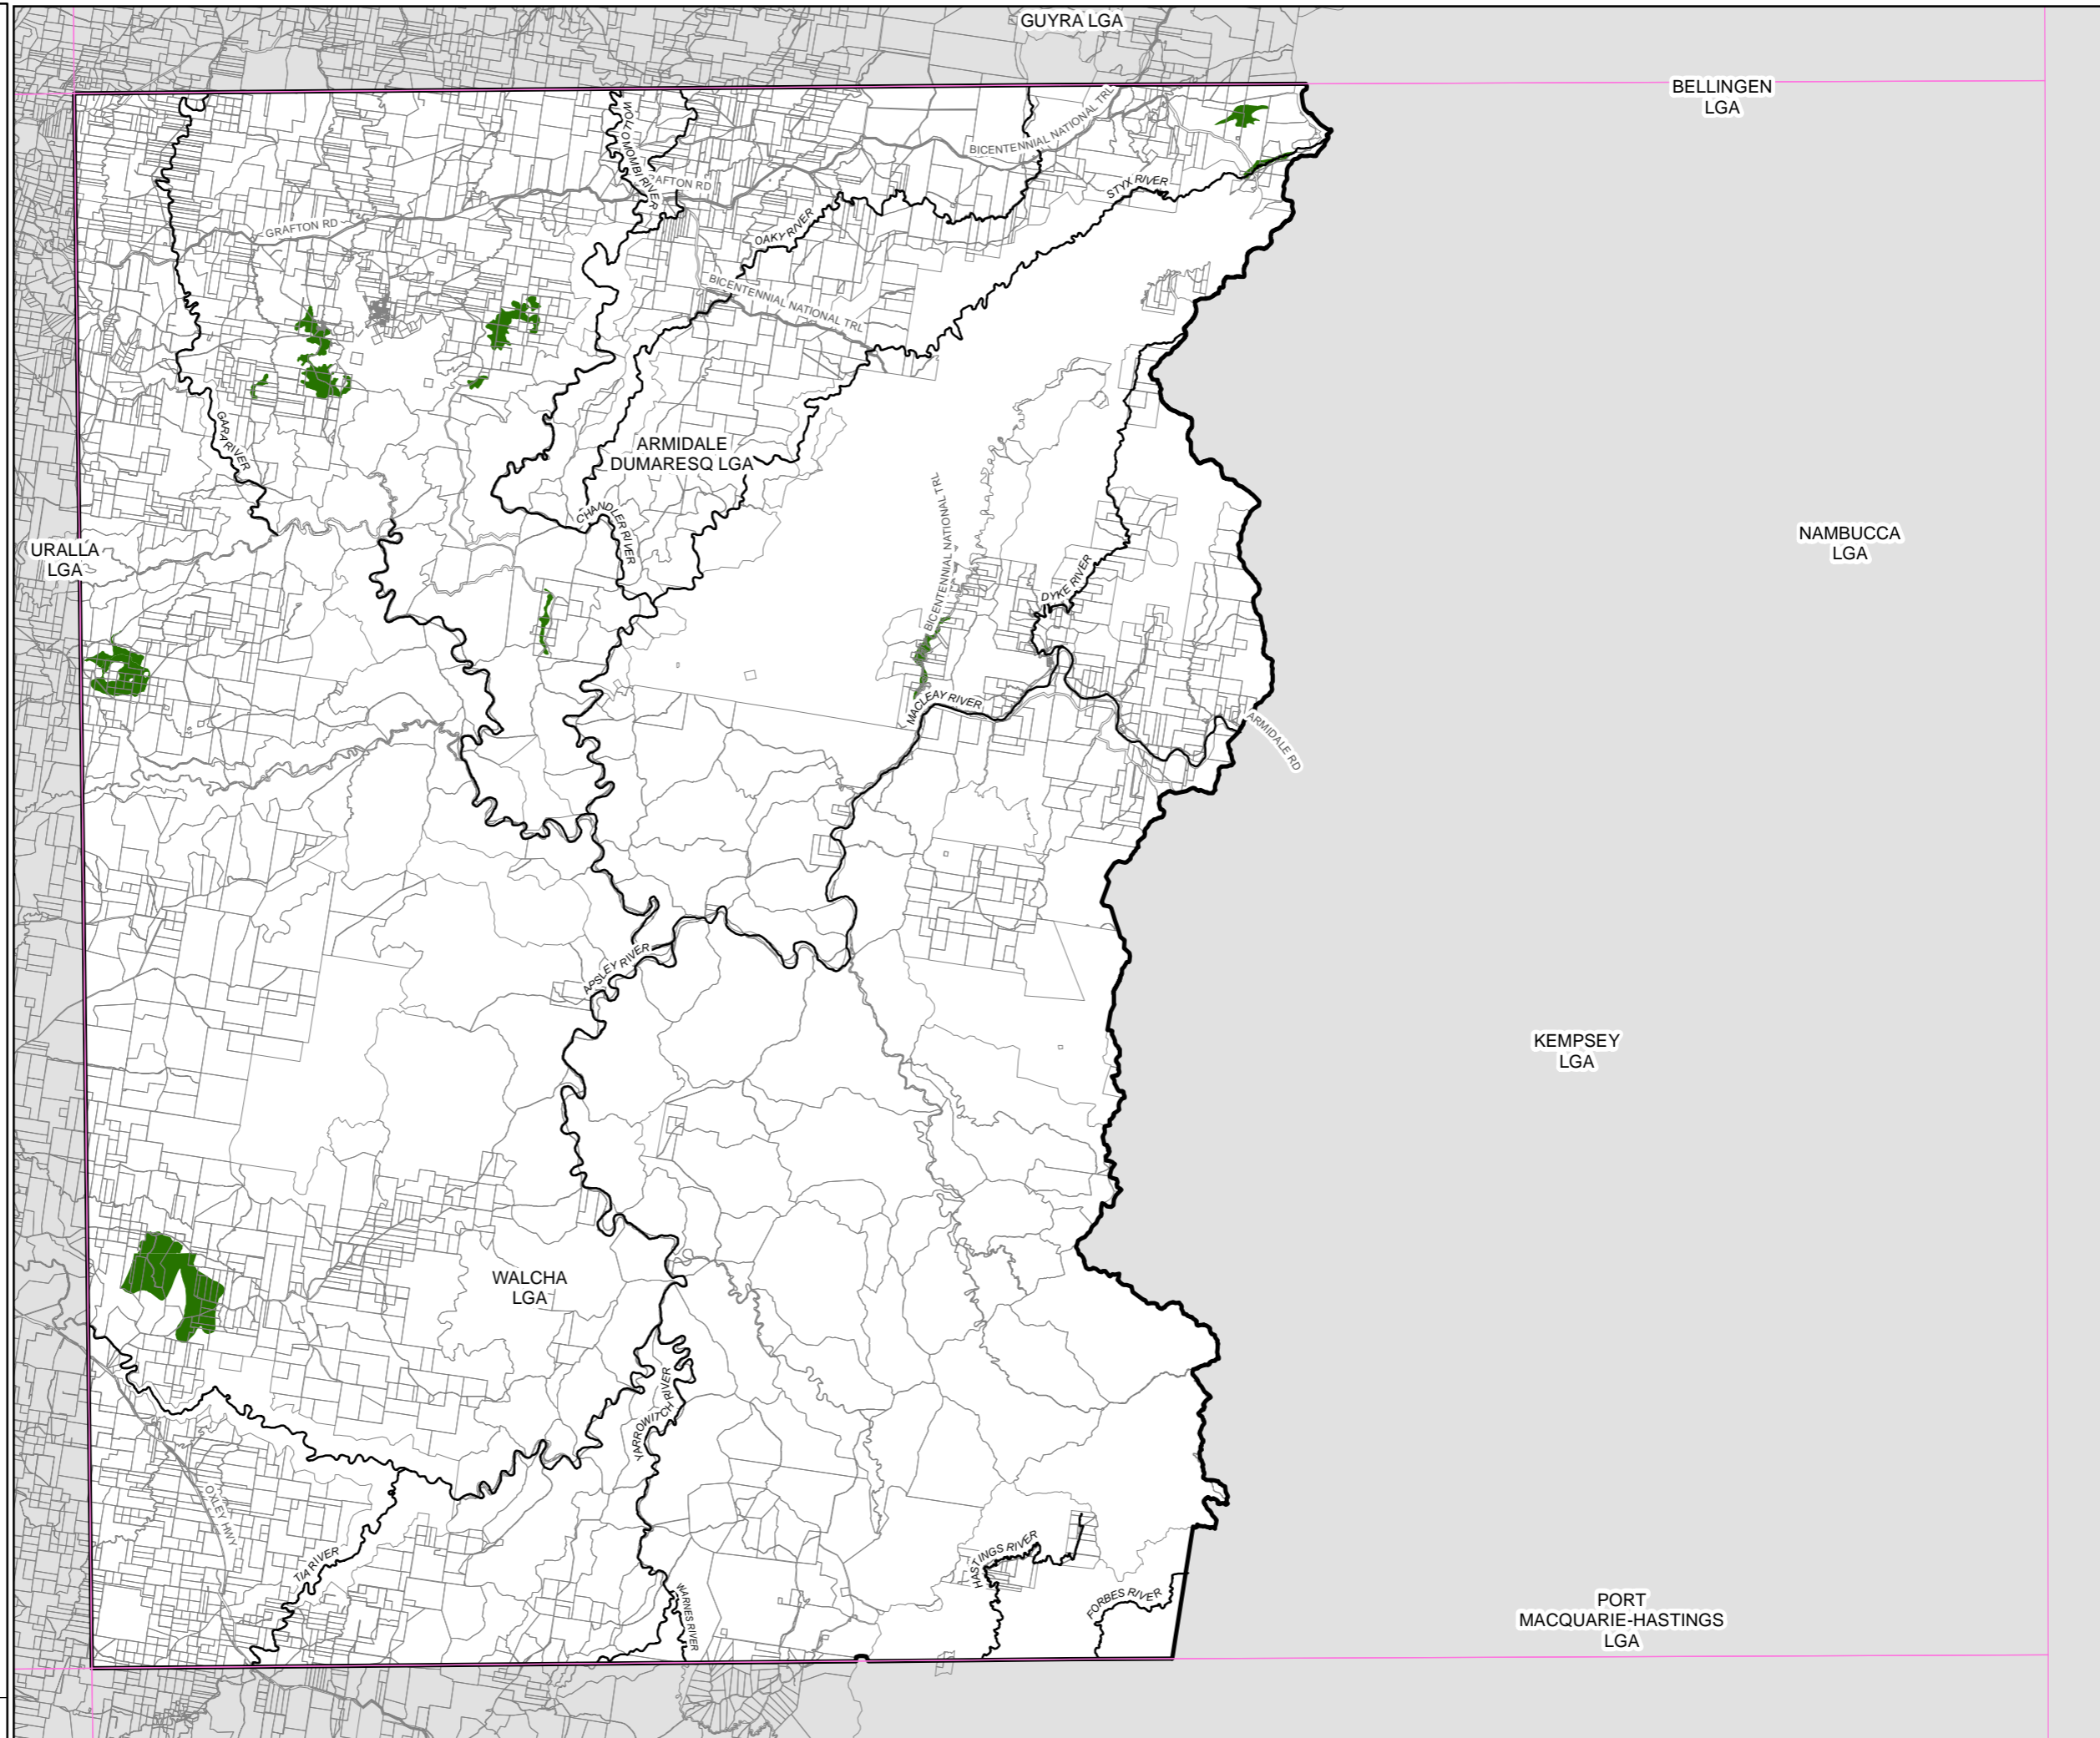 GUYRA LGA
BELLINGEN
LGA
WOLLOMOMBI RIVER
BICENTENNIAL NATIONAL TRL
GRAFTON RD
STYX RIVER
GRAFTON RD
OAKY RIVER
BICENTENNIAL NATIONAL TRL
GARA RIVER
ARMIDALE
DUMARESQ LGA
BICENTENNIAL NATIONAL TRL
CHANDLER RIVER
URALLA
LGA
NAMBUCCA
LGA
DYKE RIVER
MACLEAY RIVER
ARMIDALE RD
APSLEY RIVER
KEMPSEY
LGA
WALCHA
LGA
YARROWITCH RIVER
OXLEY HWY
TIA RIVER
HASTINGS RIVER
WARNES RIVER
FORBES RIVER
PORT
MACQUARIE-HASTINGS
LGA